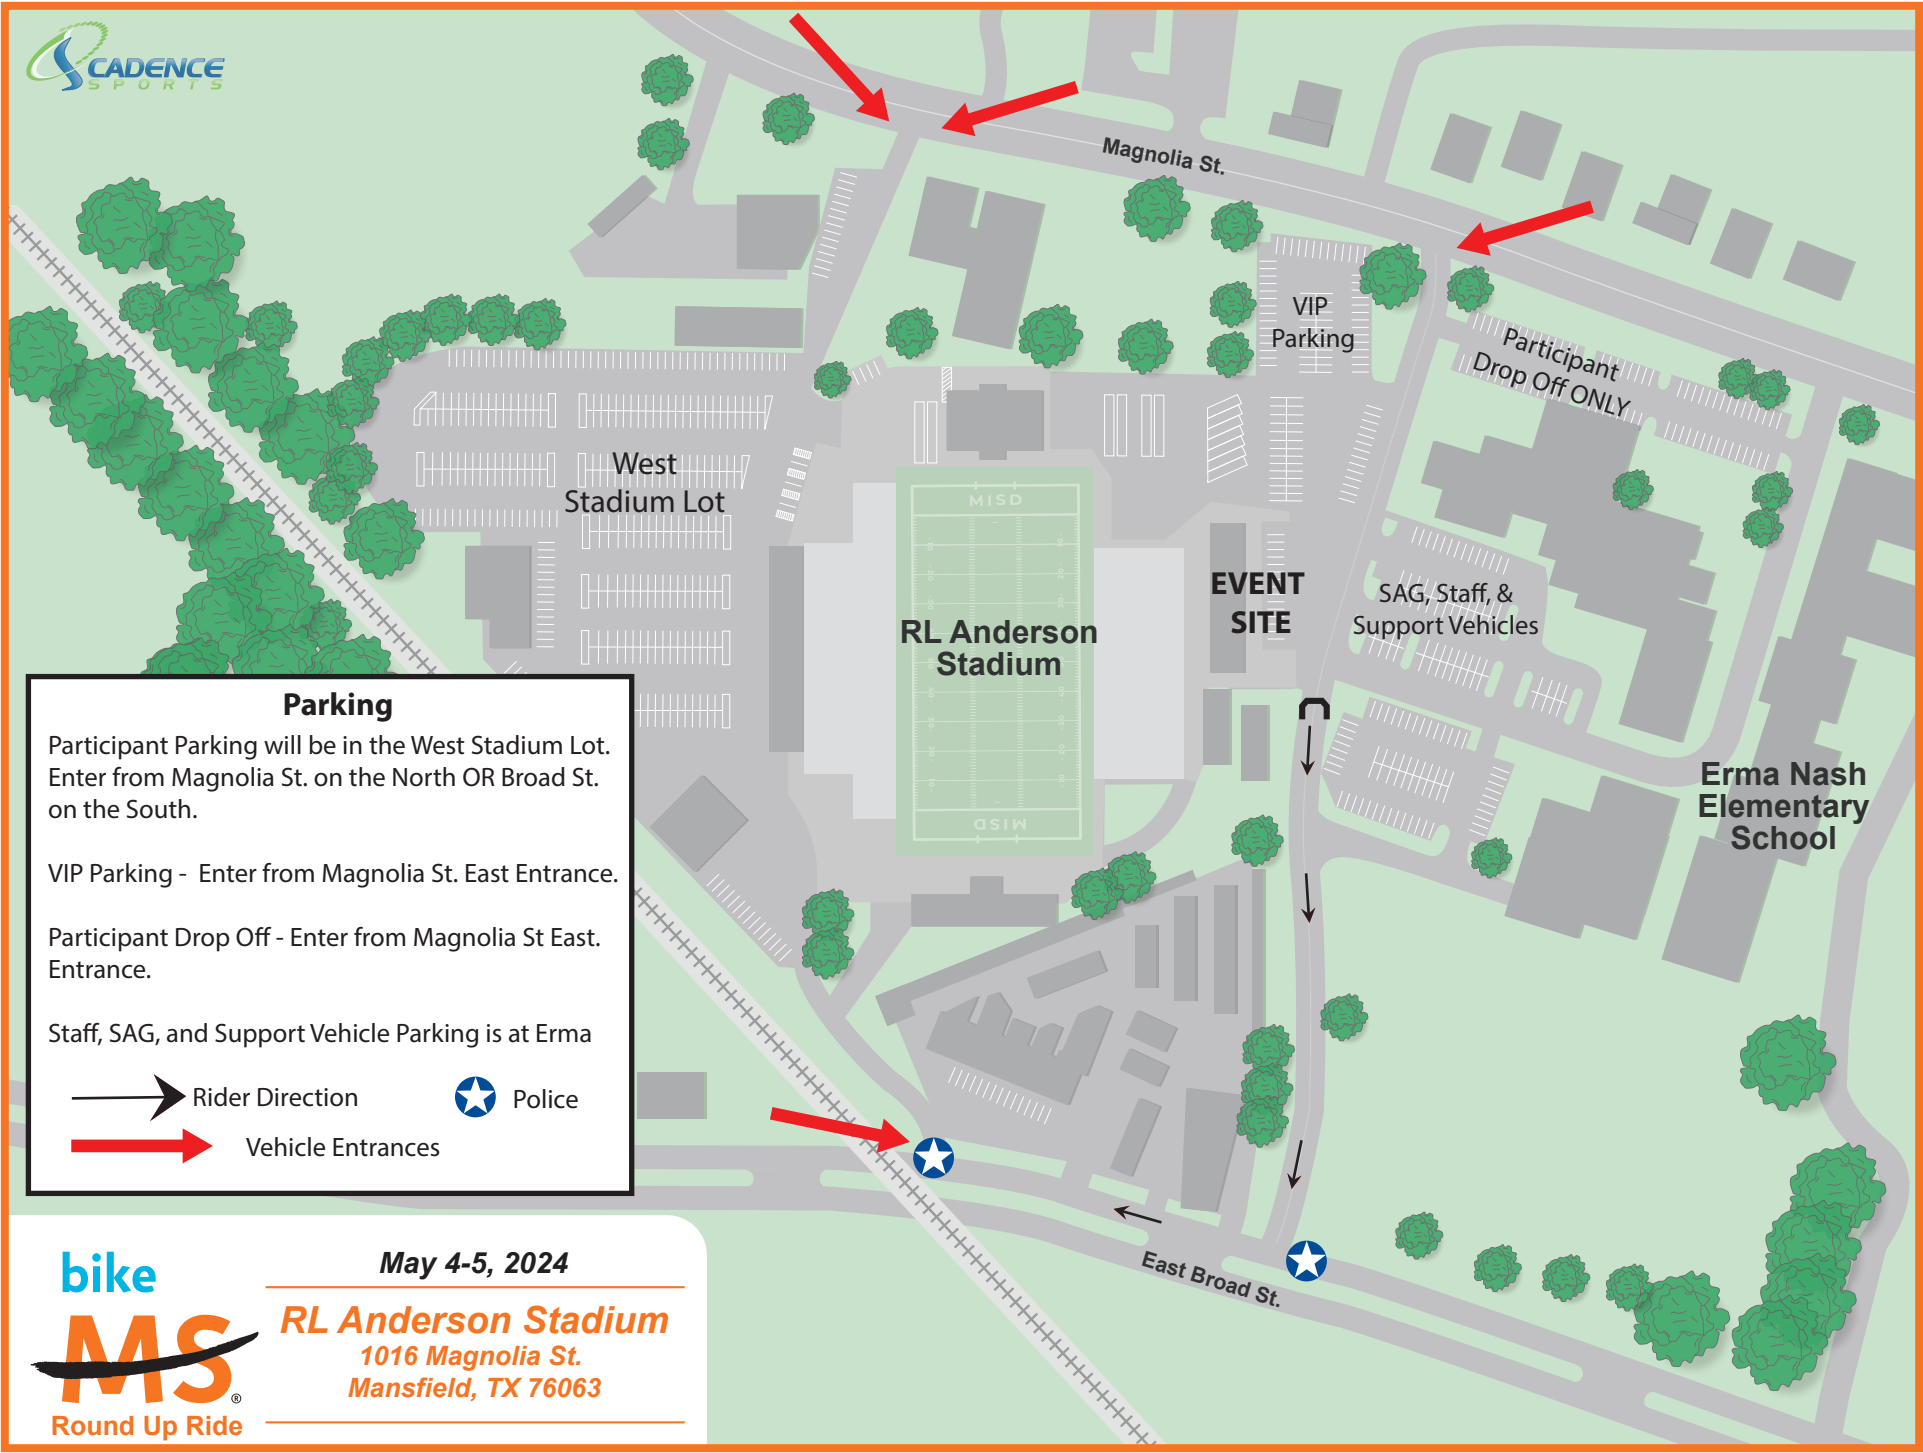 CADENCE
SPORTS
Magnolia St.
VIP
Parking
Participant
Drop Off ONLY
West
Stadium Lot
MISD
EVENT
SITE
SAG, Staff, &
Support Vehicles
RL Anderson
Stadium
MISD
Erma Nash
Elementary
School
Parking
Participant Parking will be in the West Stadium Lot.
Enter from Magnolia St. on the North OR Broad St.
on the South.
VIP Parking - Enter from Magnolia St. East Entrance.
Participant Drop Off - Enter from Magnolia St East.
Entrance.
Staff, SAG, and Support Vehicle Parking is at Erma
Rider Direction
Police
Vehicle Entrances
East Broad St.
bike
MS®
Round Up Ride
May 4-5, 2024
RL Anderson Stadium
1016 Magnolia St.
Mansfield, TX 76063